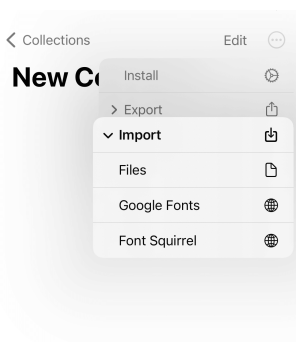 Collections
Edit
New C
Install
Export
Import
Files
Google Fonts
Font Squirrel